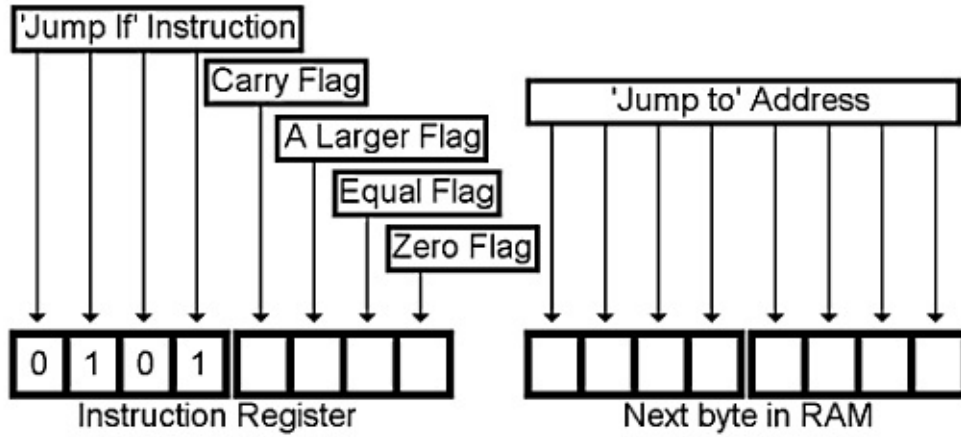 'Jump If' Instruction
Carry Flag
'Jump to' Address
A Larger Flag
Equal Flag
Zero Flag
0 1 0 1
Instruction Register
Next byte in RAM